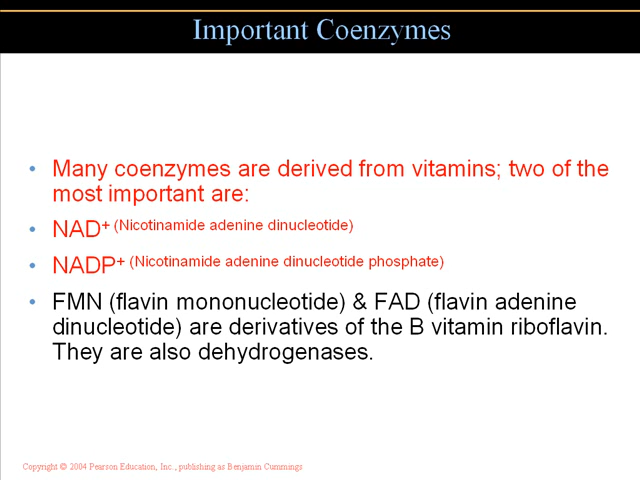 Important Coenzymes
• Many coenzymes are derived from vitamins; two of the
most important are:
• NAD+ (Nicotinamide adenine dinucleotide)
• NADP+ (Nicotinamide adenine dinucleotide phosphate)
• FMN (flavin mononucleotide) & FAD (flavin adenine
dinucleotide) are derivatives of the B vitamin riboflavin.
They are also dehydrogenases.
Copyright © 2004 Pearson Education, Inc., publishing as Benjamin Cummings